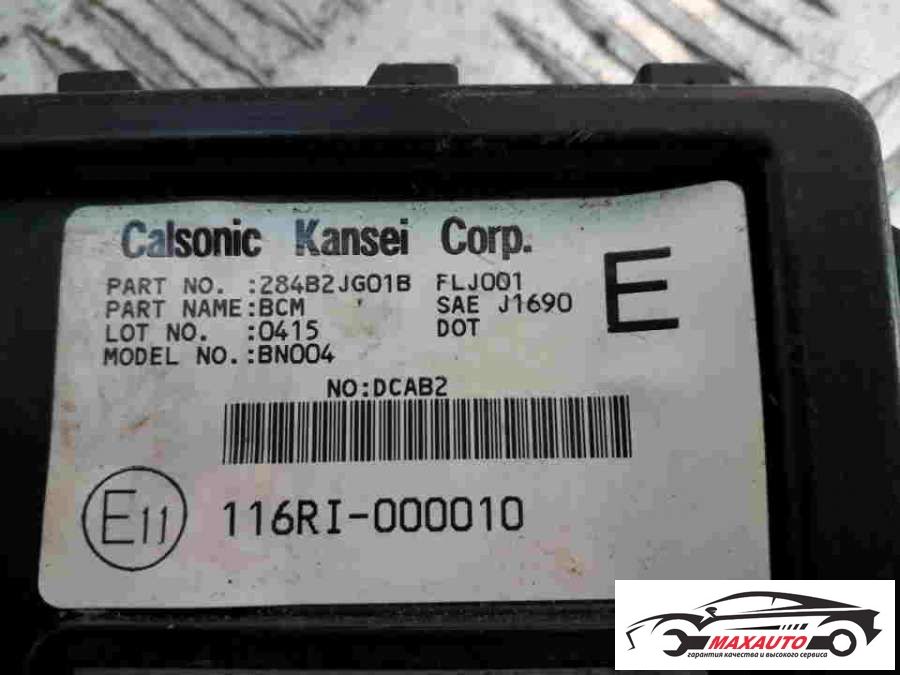 Calsonic Kansei Corp.
PART NO. :284B2JG01B FLJ001
PART NAME:BCM SAE J1690
LOT NO. :0415 DOT
MODEL NO.:BN004
E
NO:DCAB2
E11
116RI-000010
MAXAUTO
гарантия качества и высокого сервиса